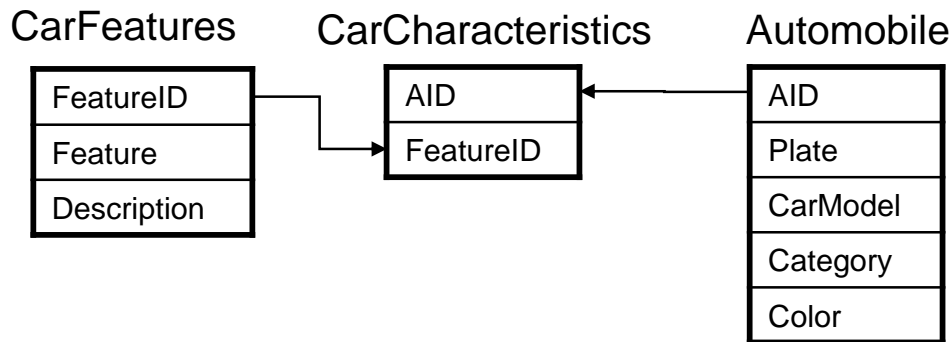 CarFeatures
FeatureID
Feature
Description
CarCharacteristics
AID
FeatureID
Automobile
AID
Plate
CarModel
Category
Color